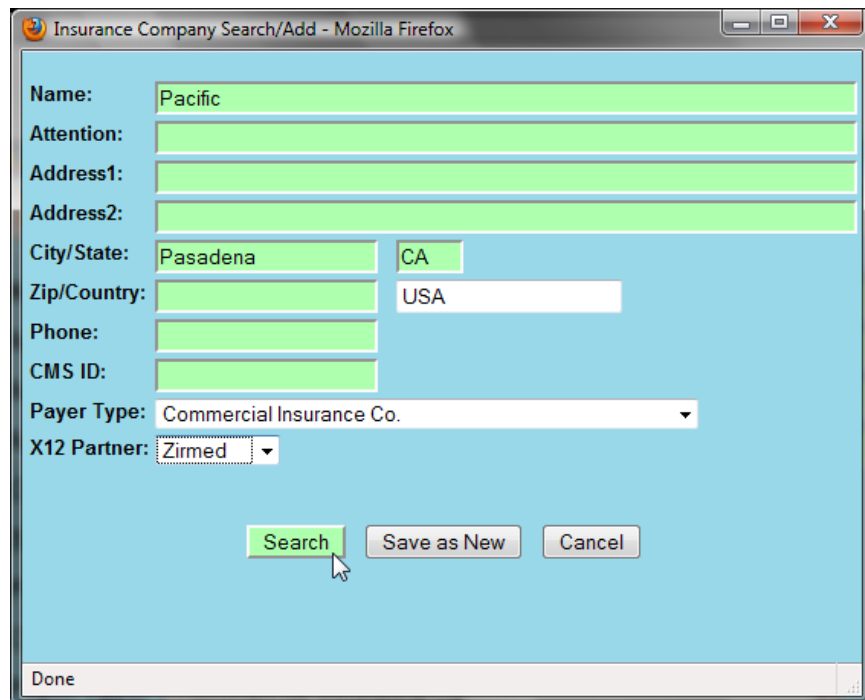 Insurance Company Search/Add - Mozilla Firefox
Name: Pacific
Attention:
Address1:
Address2:
City/State: Pasadena CA
Zip/Country: USA
Phone:
CMS ID:
Payer Type: Commercial Insurance Co.
X12 Partner: Zirmed
Search Save as New Cancel
Done